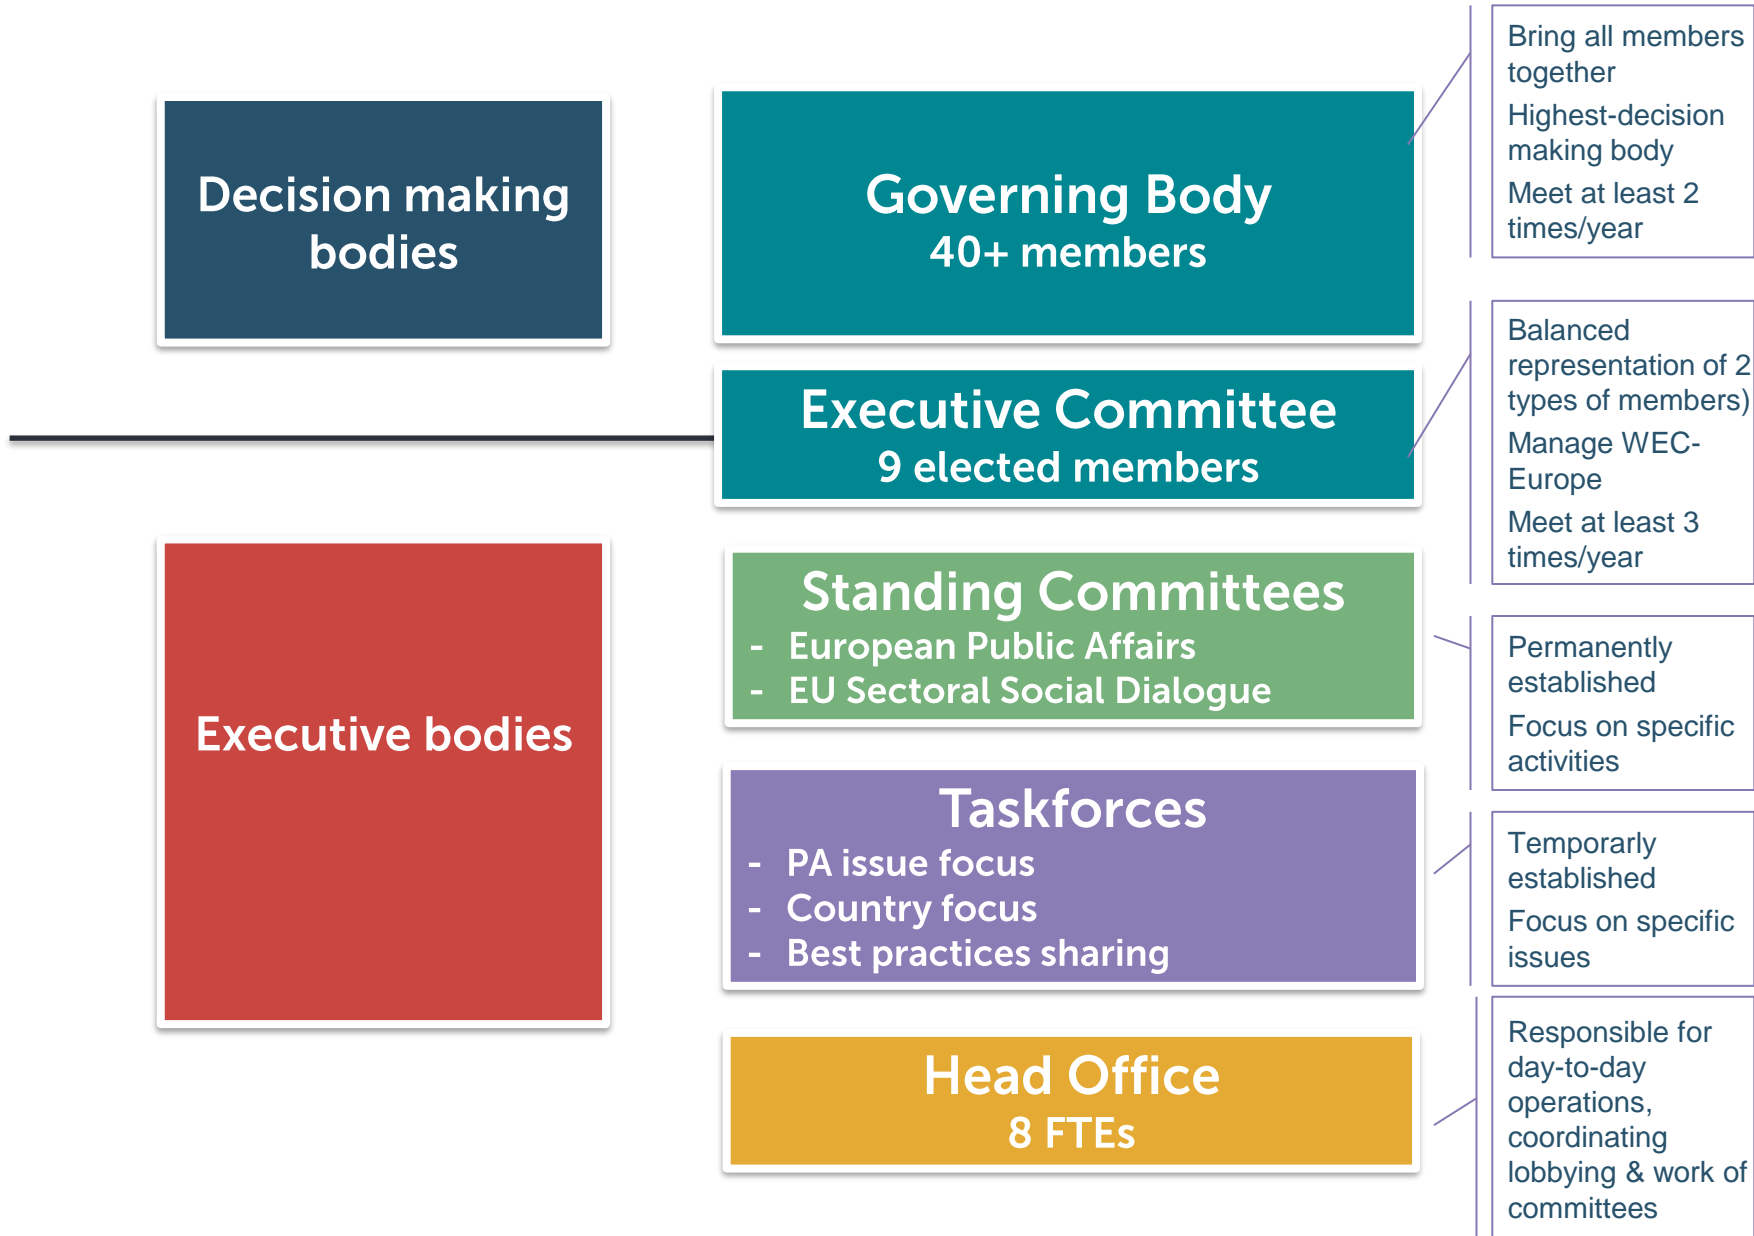 Decision making
bodies
Governing Body
40+ members
Bring all members
together
Highest-decision
making body
Meet at least 2
times/year
Executive Committee
9 elected members
Balanced
representation of 2
types of members)
Manage WEC-
Europe
Meet at least 3
times/year
Executive bodies
Standing Committees
- European Public Affairs
- EU Sectoral Social Dialogue
Permanently
established
Focus on specific
activities
Taskforces
- PA issue focus
- Country focus
- Best practices sharing
Temporarly
established
Focus on specific
issues
Head Office
8 FTEs
Responsible for
day-to-day
operations,
coordinating
lobbying & work of
committees